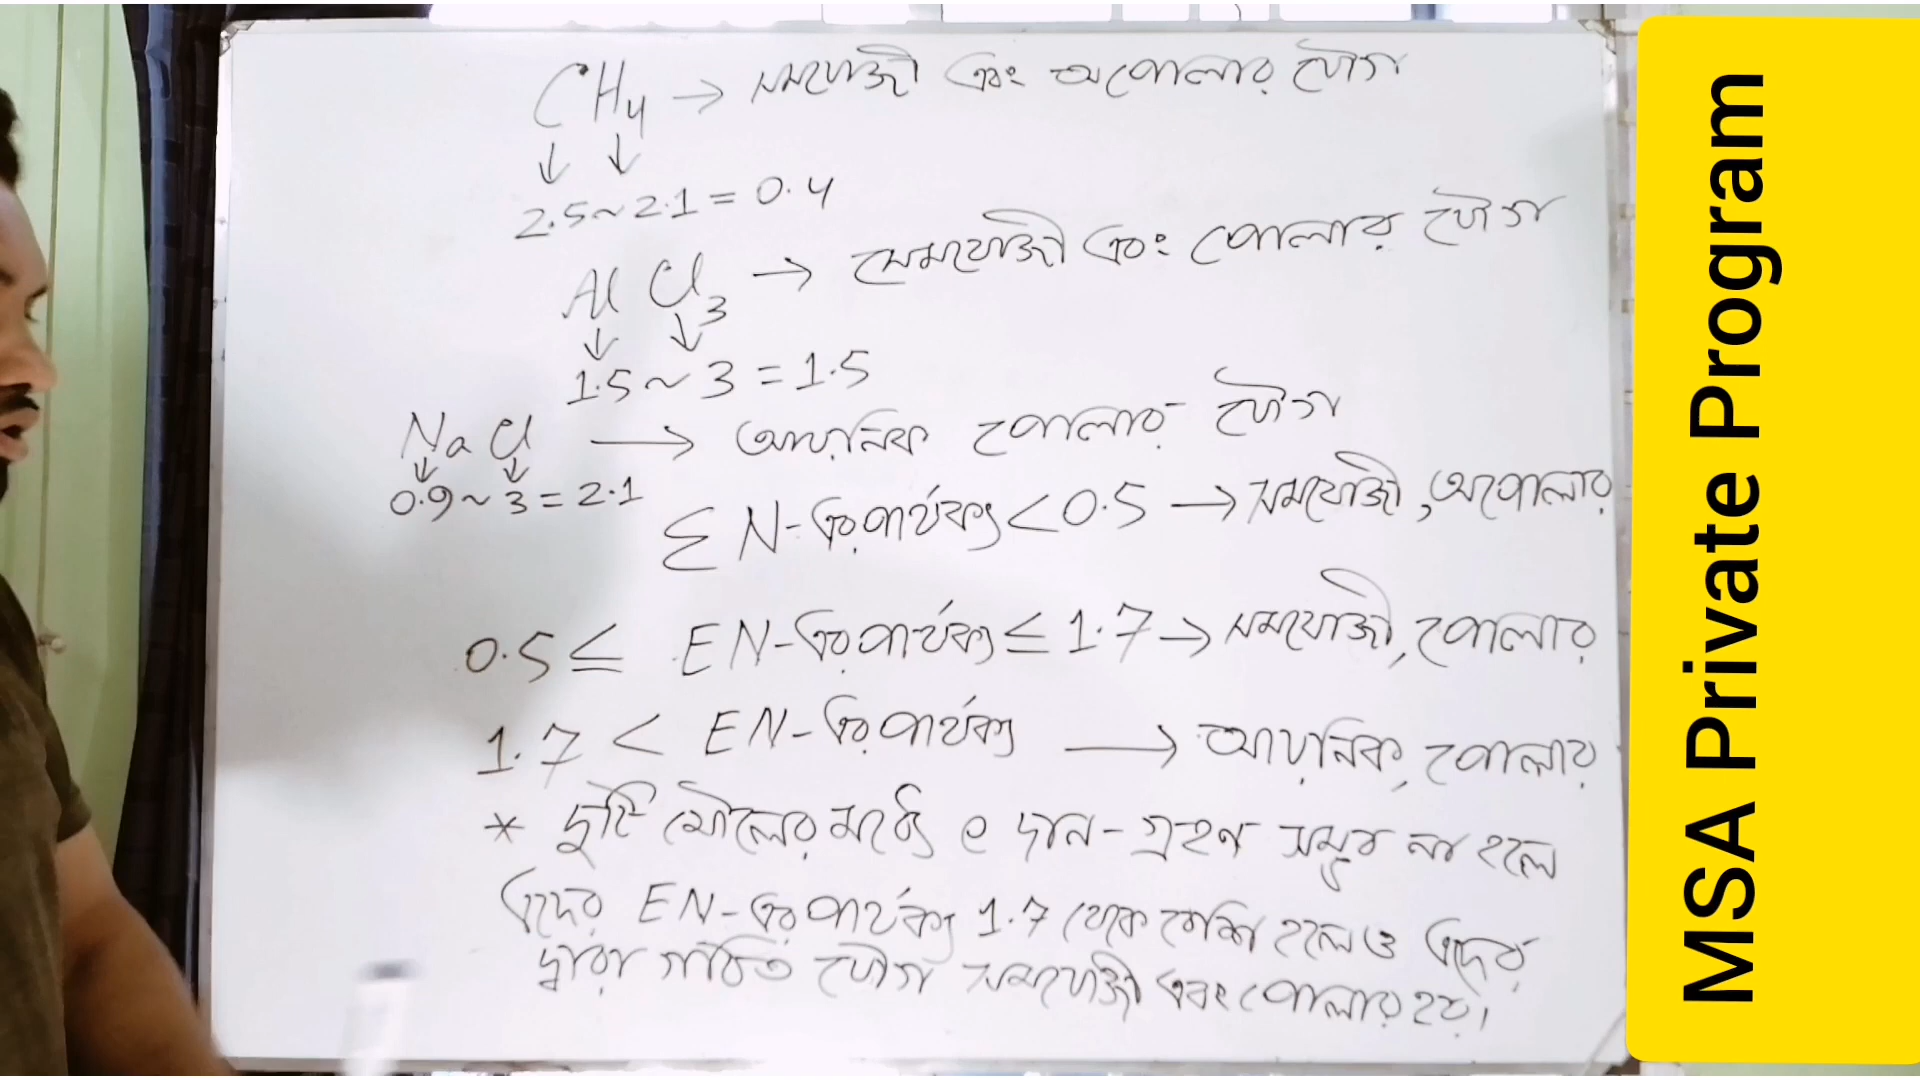 CH4 → সমযোজী এবং অপোলার যৌগ
↓ ↓
2.5~2.1=0.4
AlCl3 → সমযোজী এবং পোলার যৌগ
↓ ↓
1.5~3=1.5
NaCl → আয়নিক পোলার যৌগ
↓ ↓
0.9~3=2.1
EN-এর পার্থক্য<0.5 → সমযোজী, অপোলার
0.5≤ EN-এর পার্থক্য≤1.7→ সমযোজী, পোলার
1.7< EN-এর পার্থক্য → আয়নিক, পোলার
* দুটি মৌলের মধ্যে e দান-গ্রহণ সম্ভব না হলে
এদের EN-এর পার্থক্য 1.7 থেকে বেশি হলেও এদের
দ্বারা গঠিত যৌগ সমযোজী এবং পোলার হয়।
MSA Private Program